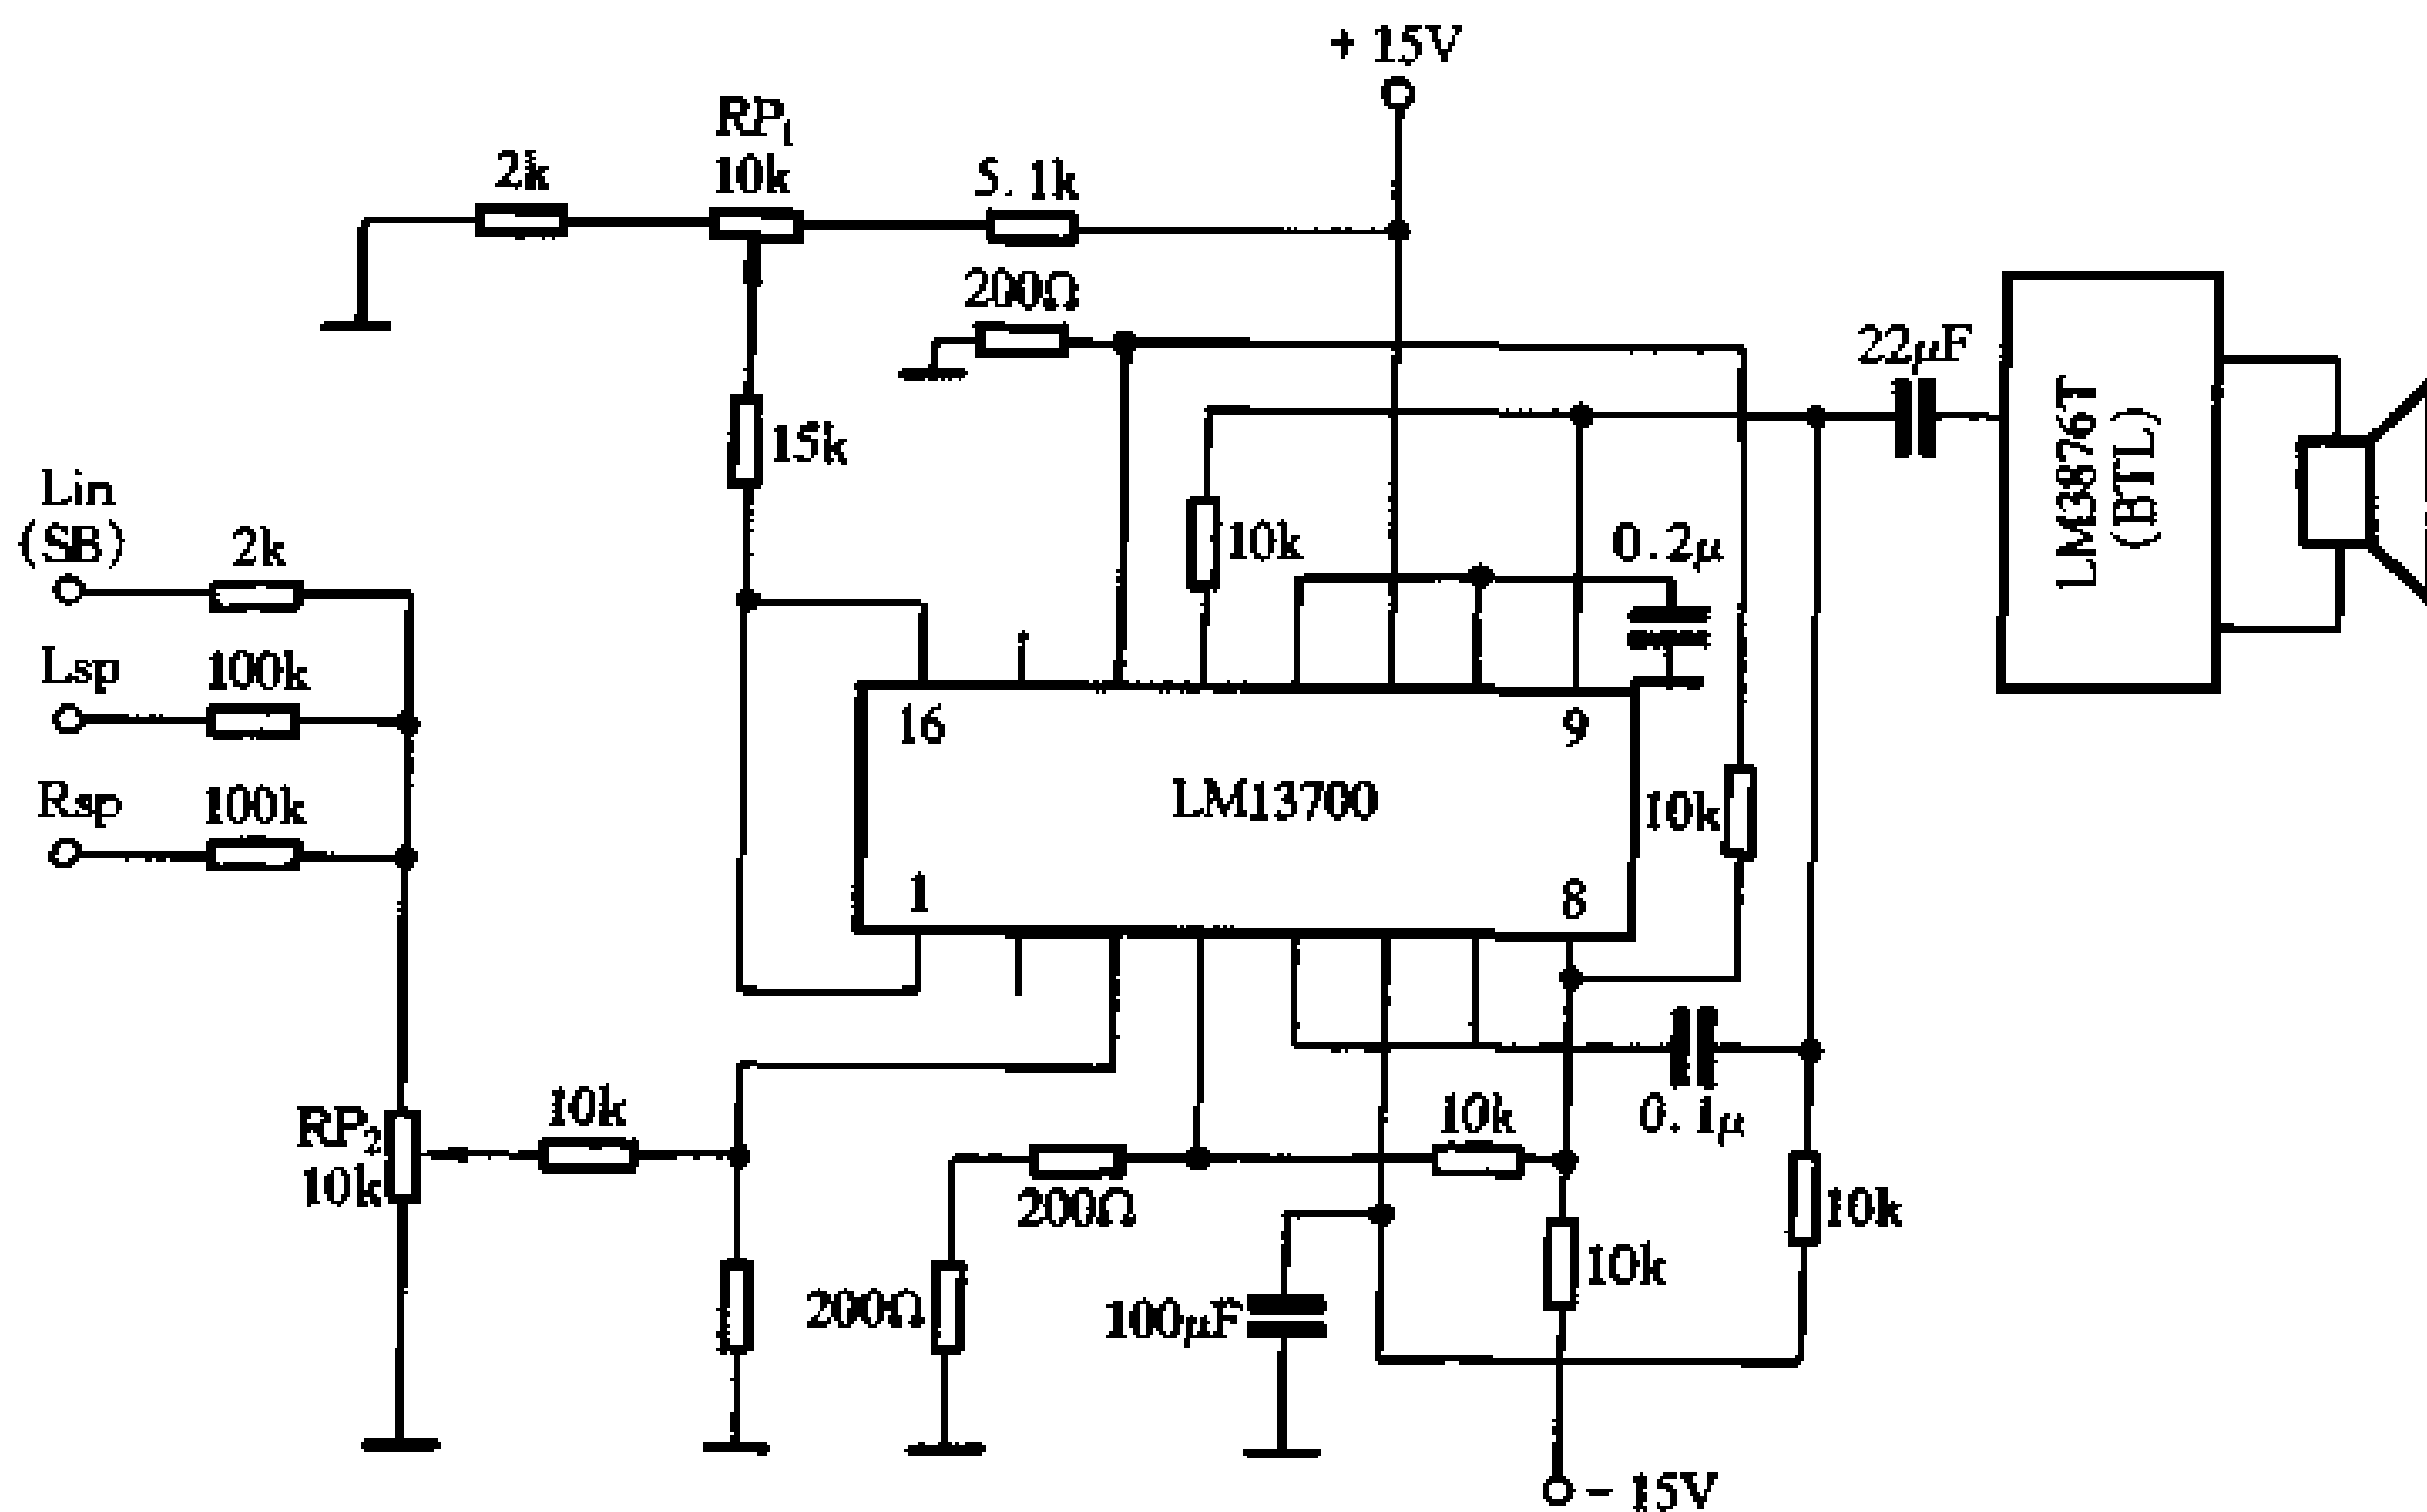 + 15V
RP₁
10k
2k
5.1k
200Ω
22μF
15k
LM3876T
(BTL)
Lin
(SB)
2k
10k
0.2μ
Lsp
100k
16
9
Rsp
100k
LM13700
10k
1
8
RP₂
10k
10k
10k
0.1μ
200Ω
10k
200Ω
100μF
10k
- 15V